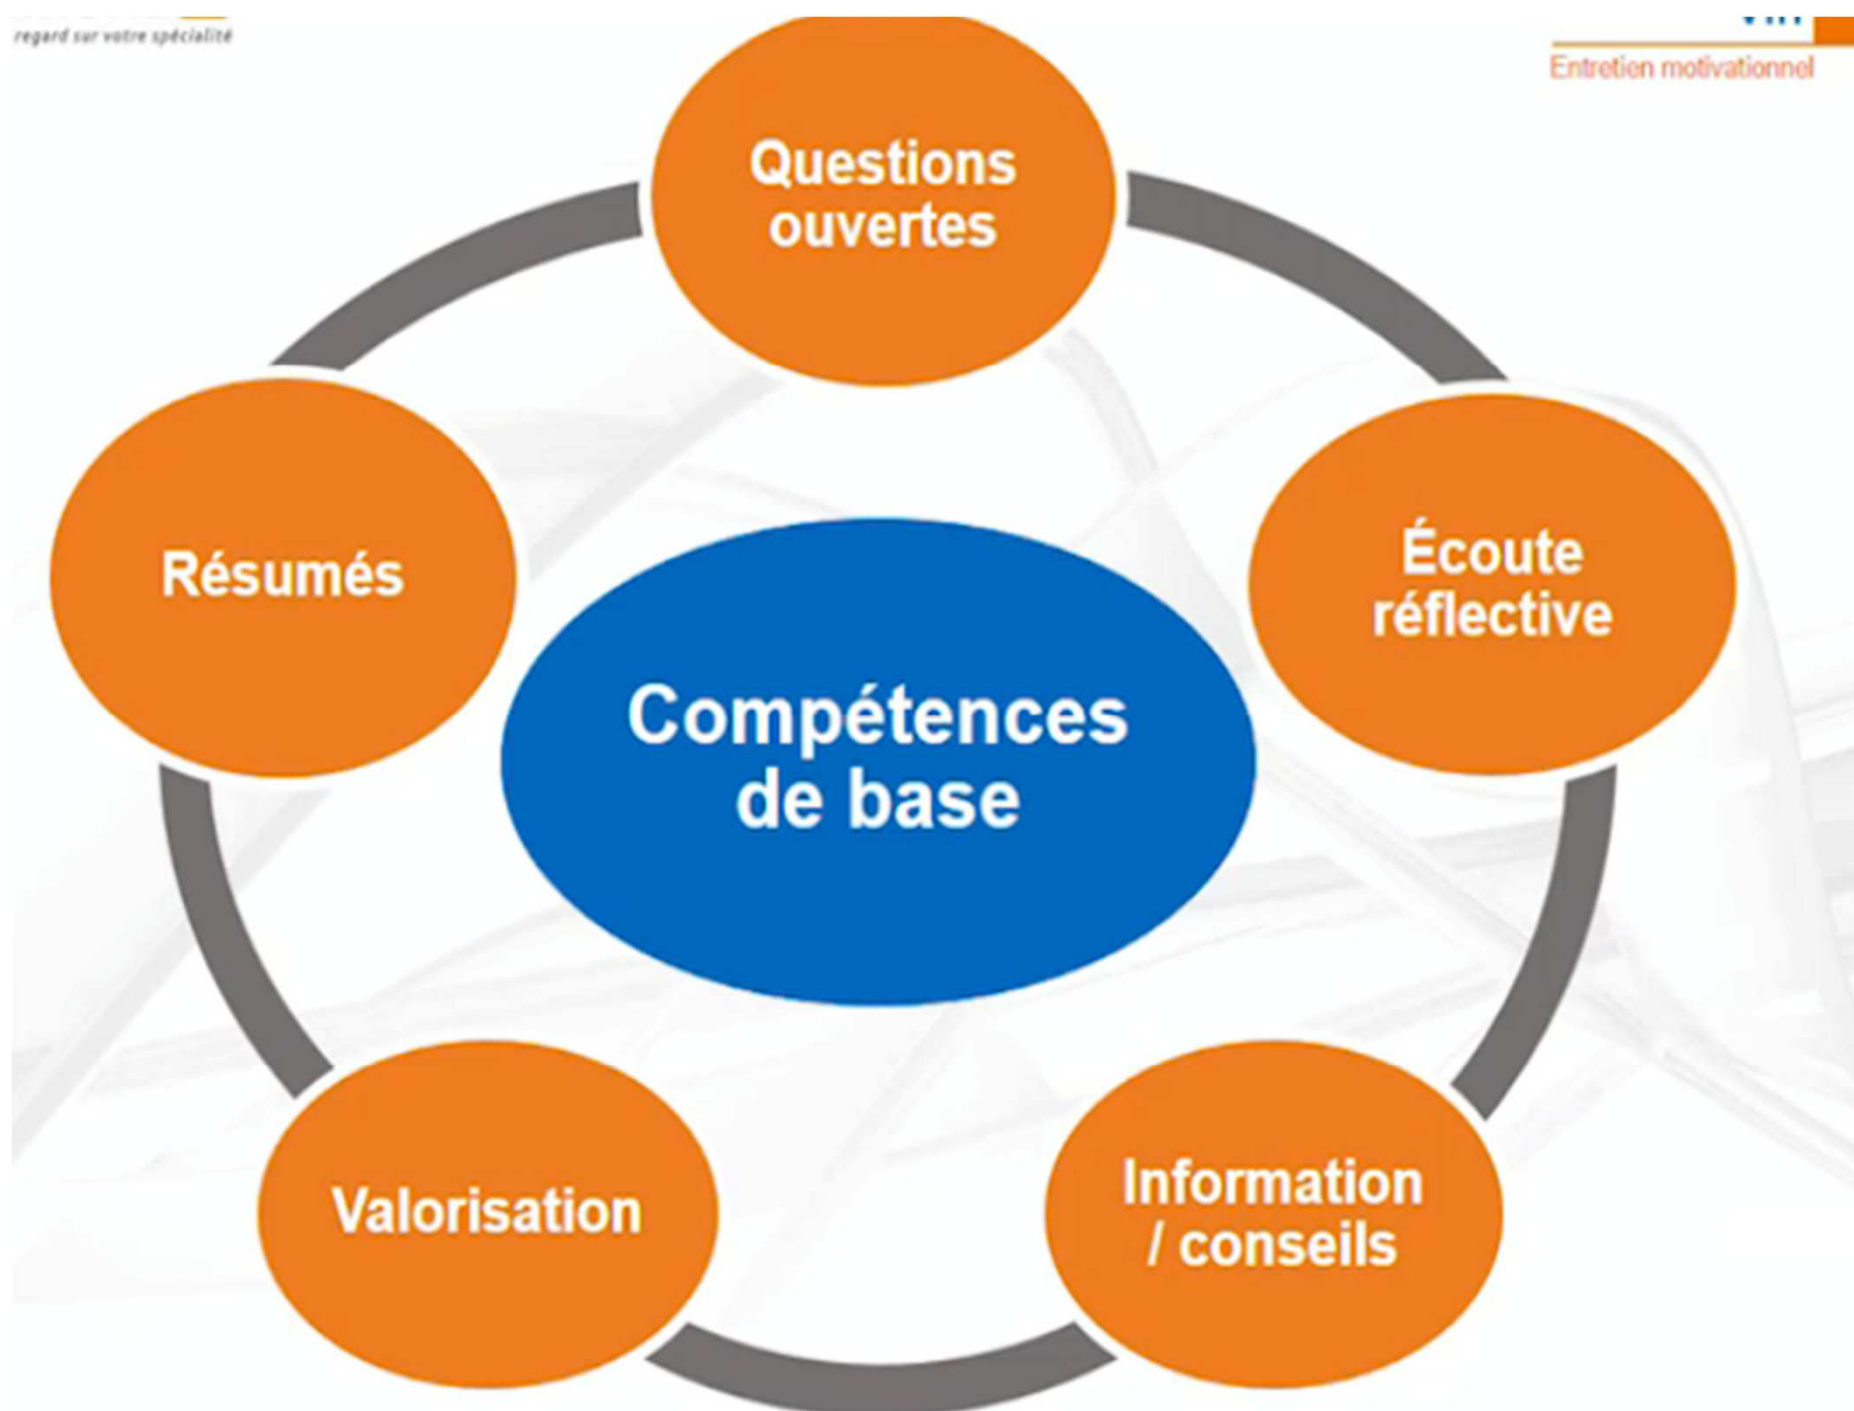 regard sur votre spécialité
Entretien motivationnel
Questions
ouvertes
Écoute
réflective
Résumés
Compétences
de base
Valorisation
Information
/ conseils